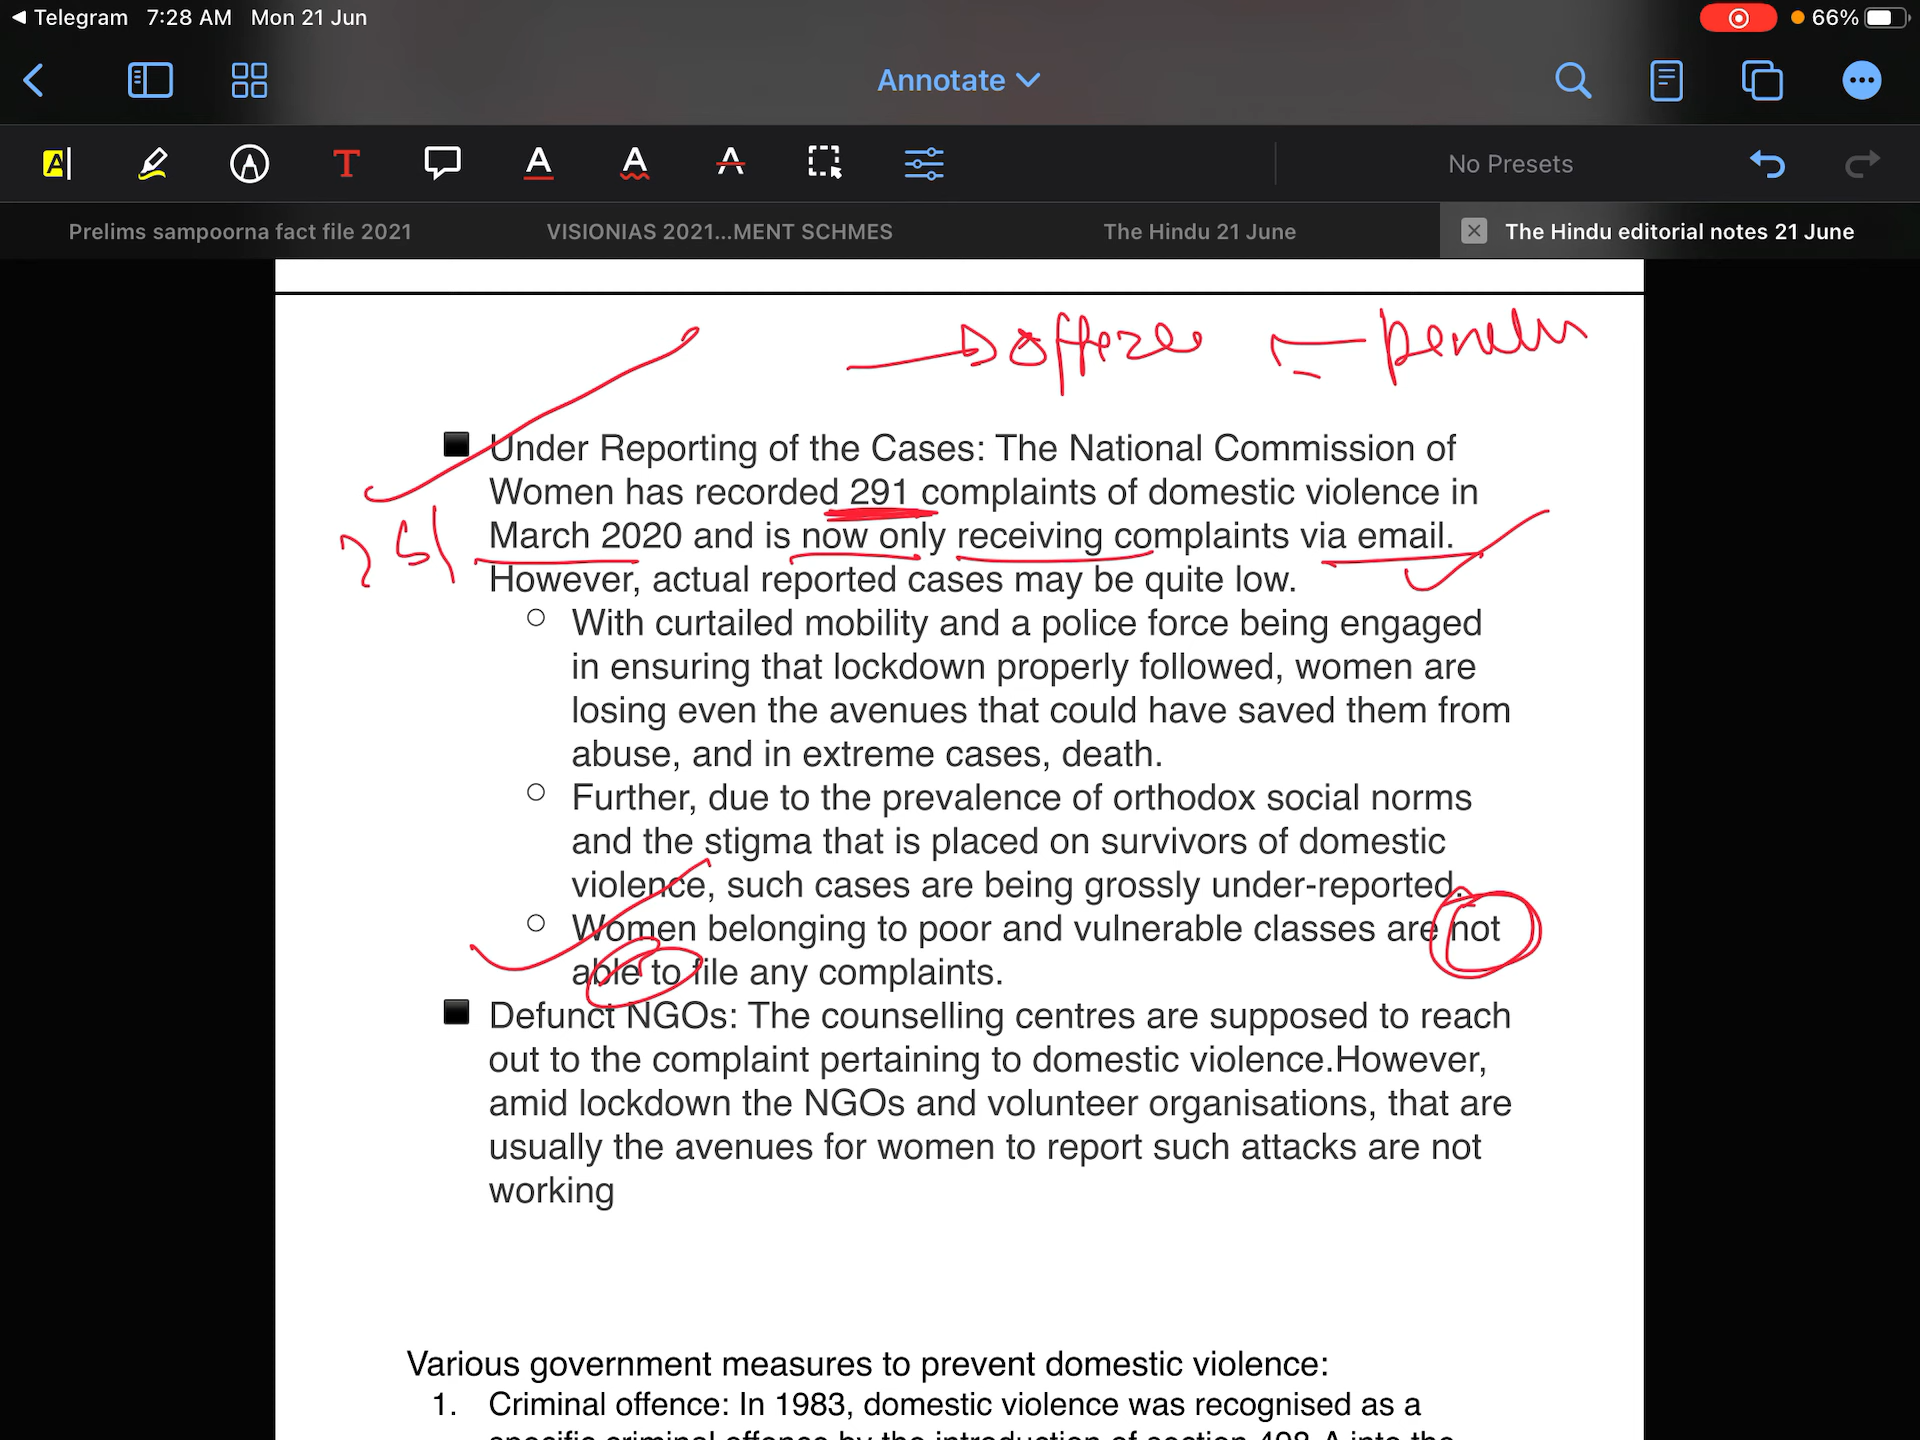 Telegram 7:28 AM Mon 21 Jun 66%
Annotate
A T A A A No Presets
Prelims sampoorna fact file 2021 VISIONIAS 2021...MENT SCHMES The Hindu 21 June The Hindu editorial notes 21 June
Under Reporting of the Cases: The National Commission of
Women has recorded 291 complaints of domestic violence in
March 2020 and is now only receiving complaints via email.
However, actual reported cases may be quite low.
With curtailed mobility and a police force being engaged
in ensuring that lockdown properly followed, women are
losing even the avenues that could have saved them from
abuse, and in extreme cases, death.
Further, due to the prevalence of orthodox social norms
and the stigma that is placed on survivors of domestic
violence, such cases are being grossly under-reported.
Women belonging to poor and vulnerable classes are not
able to file any complaints.
Defunct NGOs: The counselling centres are supposed to reach
out to the complaint pertaining to domestic violence.However,
amid lockdown the NGOs and volunteer organisations, that are
usually the avenues for women to report such attacks are not
working
Various government measures to prevent domestic violence:
1. Criminal offence: In 1983, domestic violence was recognised as a